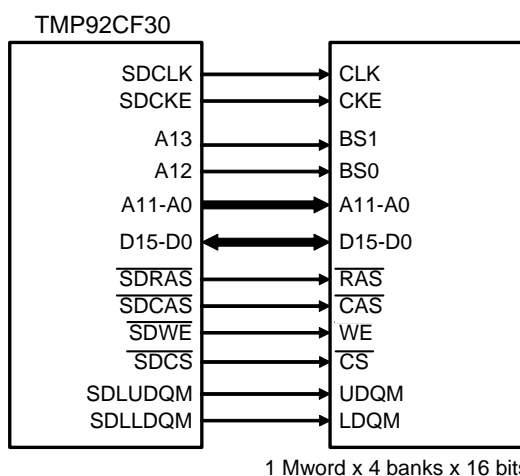 TMP92CF30
SDCLK CLK
SDCKE CKE
A13 BS1
A12 BS0
A11-A0 A11-A0
D15-D0 D15-D0
SDRAS RAS
SDCAS CAS
SDWE WE
SDCS CS
SDLUDQM UDQM
SDLLDQM LDQM
1 Mword x 4 banks x 16 bits